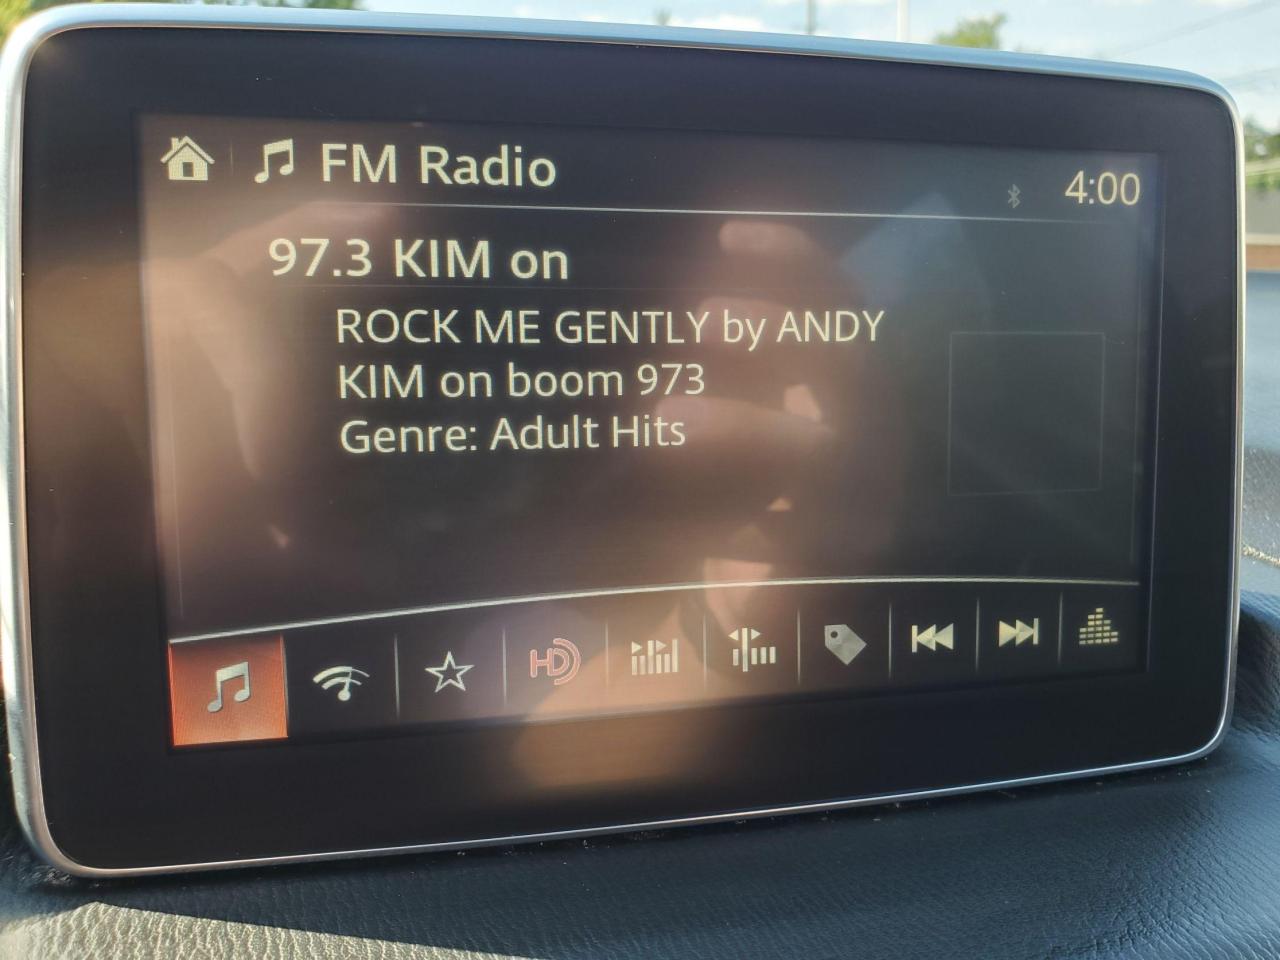 FM Radio
4:00
97.3 KIM on
ROCK ME GENTLY by ANDY
KIM on boom 973
Genre: Adult Hits
HD